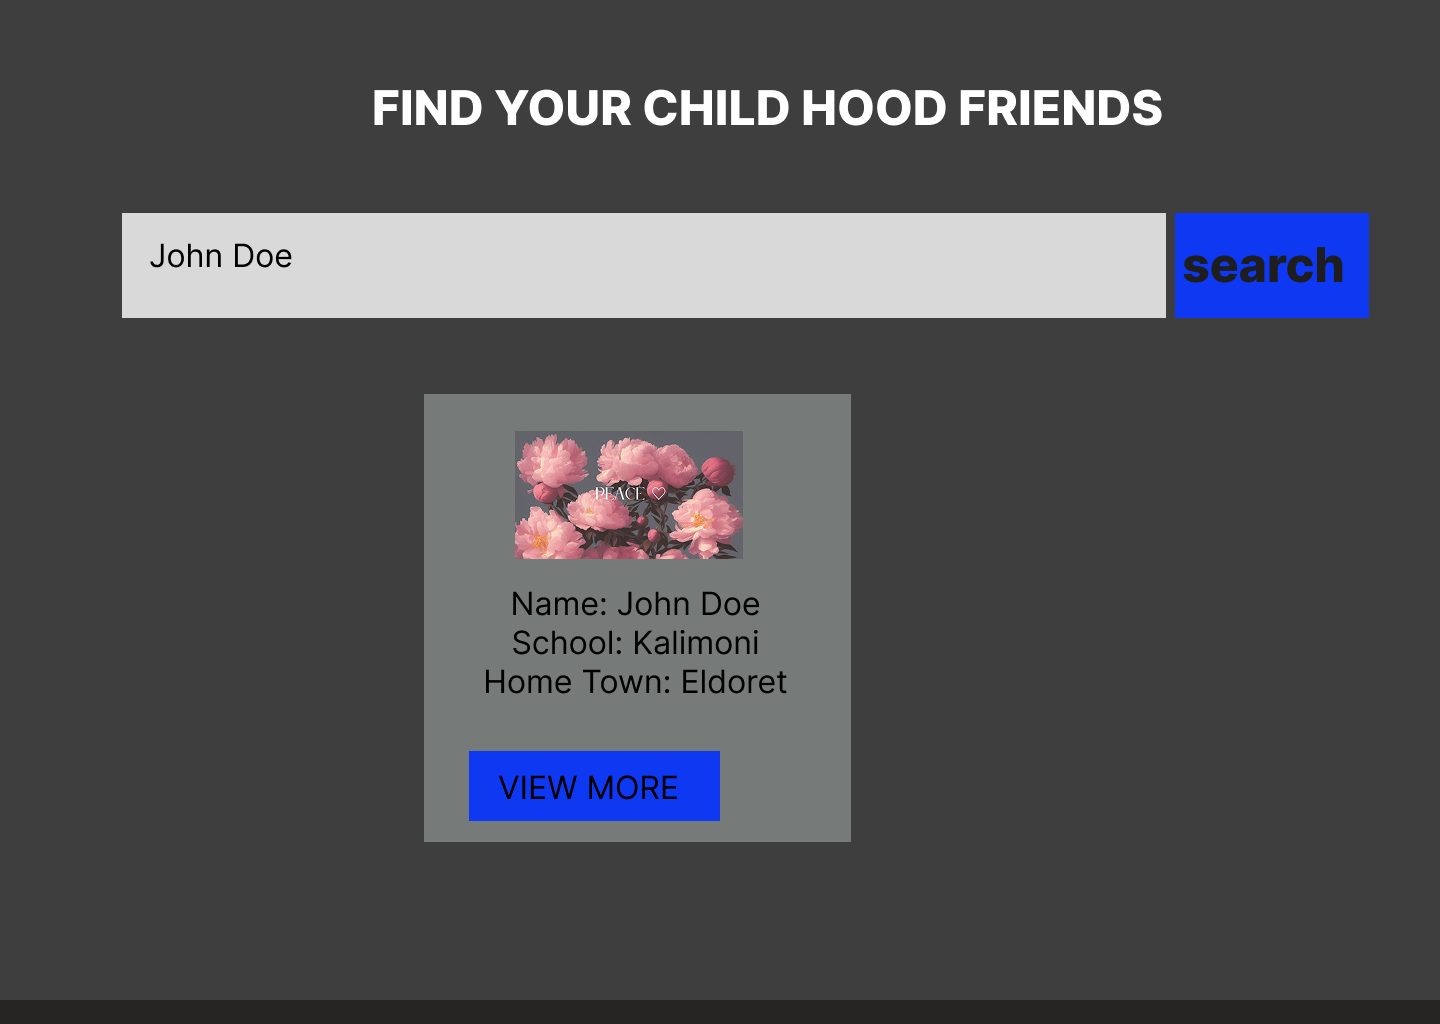 FIND YOUR CHILD HOOD FRIENDS
John Doe
search
PEACE ♡
Name: John Doe
School: Kalimoni
Home Town: Eldoret
VIEW MORE